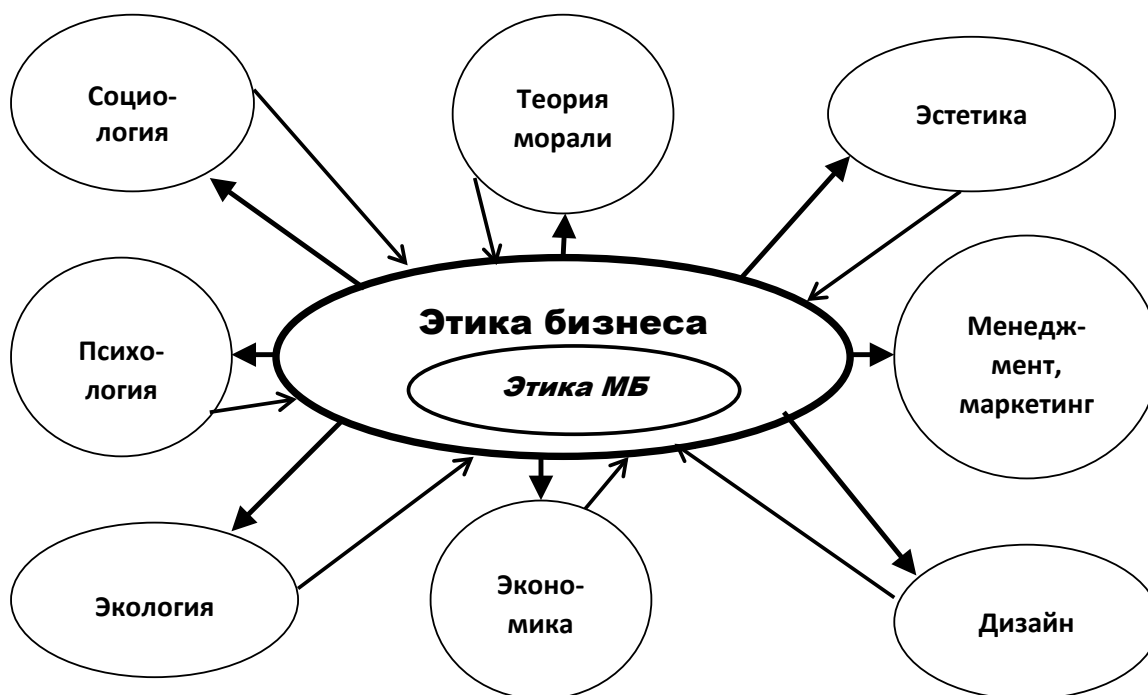 Социо-
логия
Теория
морали
Эстетика
Этика бизнеса
Этика МБ
Психо-
логия
Менедж-
мент,
маркетинг
Экология
Эконо-
мика
Дизайн